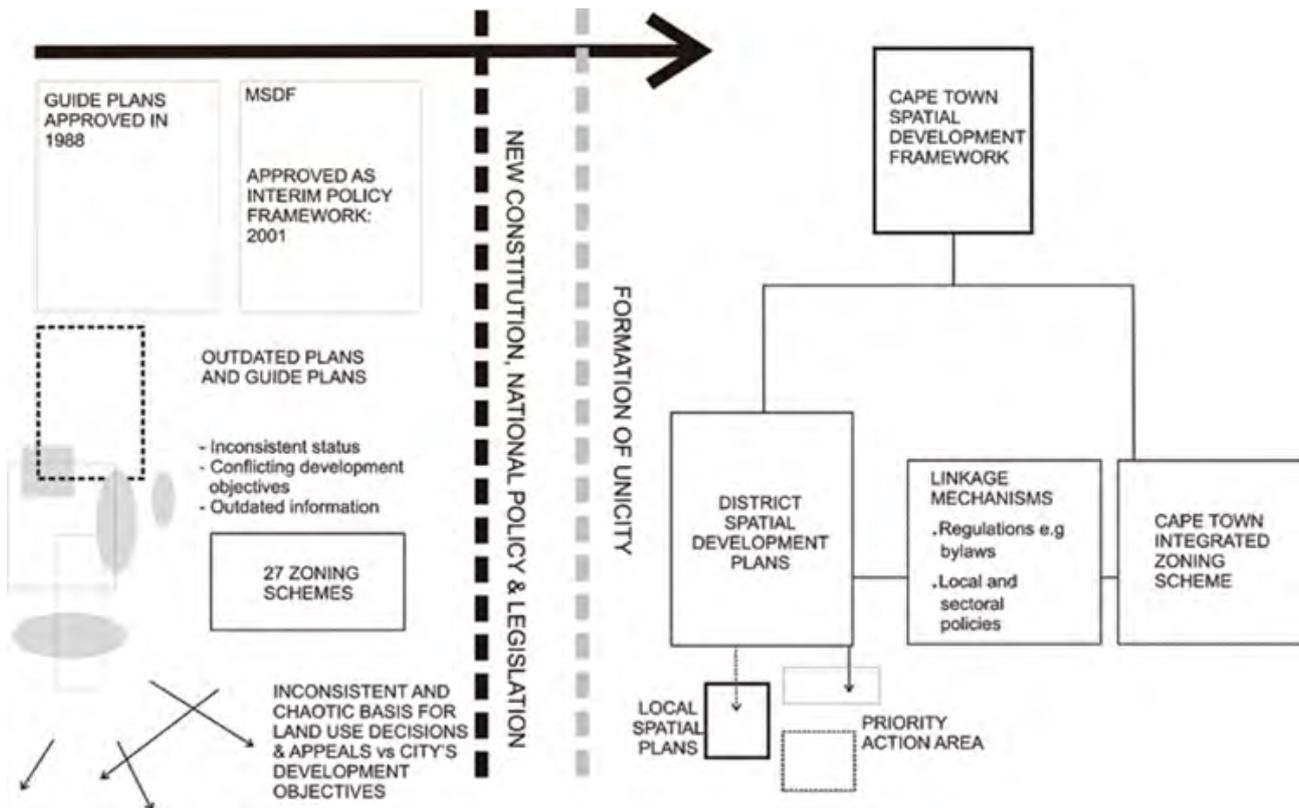 GUIDE PLANS
APPROVED IN
1988
MSDF
APPROVED AS
INTERIM POLICY
FRAMEWORK:
2001
OUTDATED PLANS
AND GUIDE PLANS
- Inconsistent status
- Conflicting development
objectives
- Outdated information
27 ZONING
SCHEMES
INCONSISTENT AND
CHAOTIC BASIS FOR
LAND USE DECISIONS
& APPEALS vs CITY'S
DEVELOPMENT
OBJECTIVES
NEW CONSTITUTION, NATIONAL POLICY & LEGISLATION
FORMATION OF UNICITY
CAPE TOWN
SPATIAL
DEVELOPMENT
FRAMEWORK
DISTRICT
SPATIAL
DEVELOPMENT
PLANS
LINKAGE
MECHANISMS
.Regulations e.g
bylaws
.Local and
sectoral
policies
CAPE TOWN
INTEGRATED
ZONING
SCHEME
LOCAL
SPATIAL
PLANS
PRIORITY
ACTION AREA